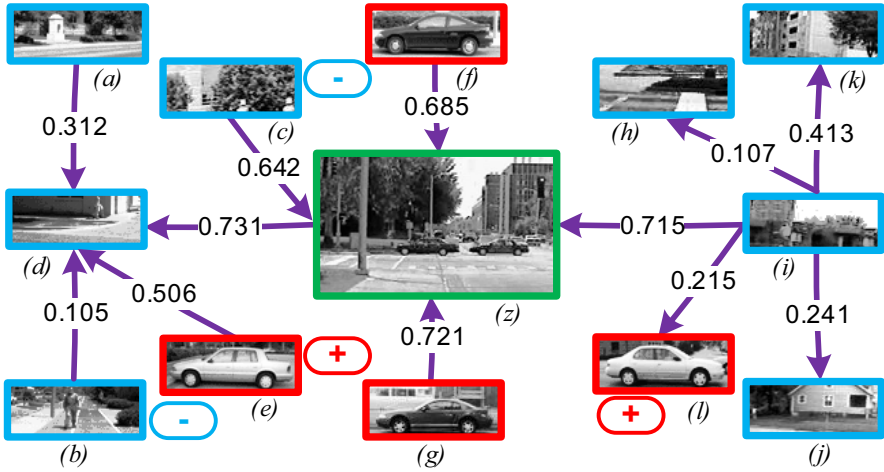 (a)
(c)
-
(f)
(h)
(k)
0.312
0.685
0.413
0.642
0.107
(d)
0.731
0.715
(i)
(z)
0.105
0.506
0.215
0.241
0.721
+
(e)
(b)
-
(g)
+
(l)
(j)